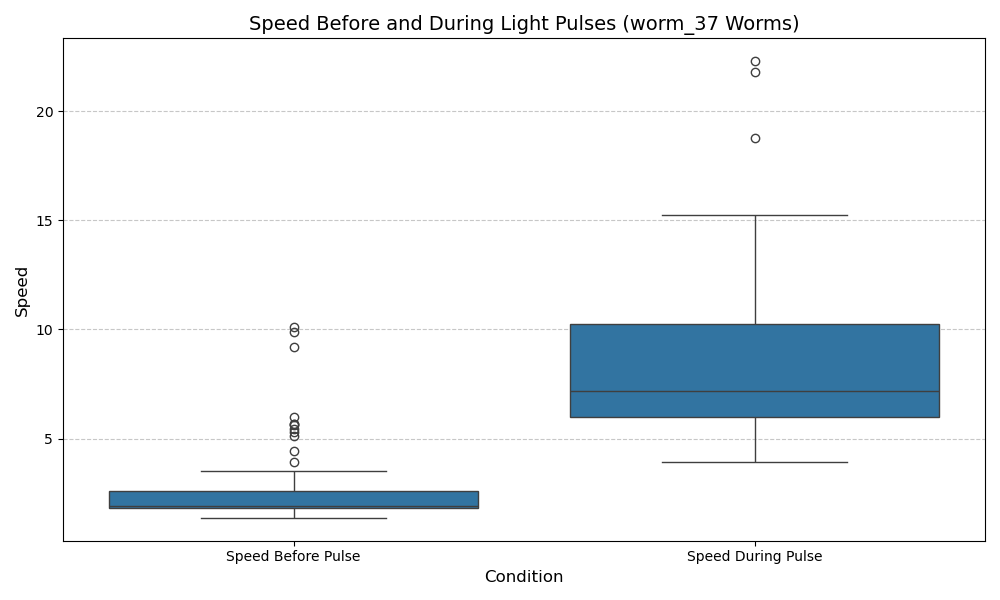 Speed Before and During Light Pulses (worm_37 Worms)
Speed
20
15
10
5
Speed Before Pulse
Speed During Pulse
Condition